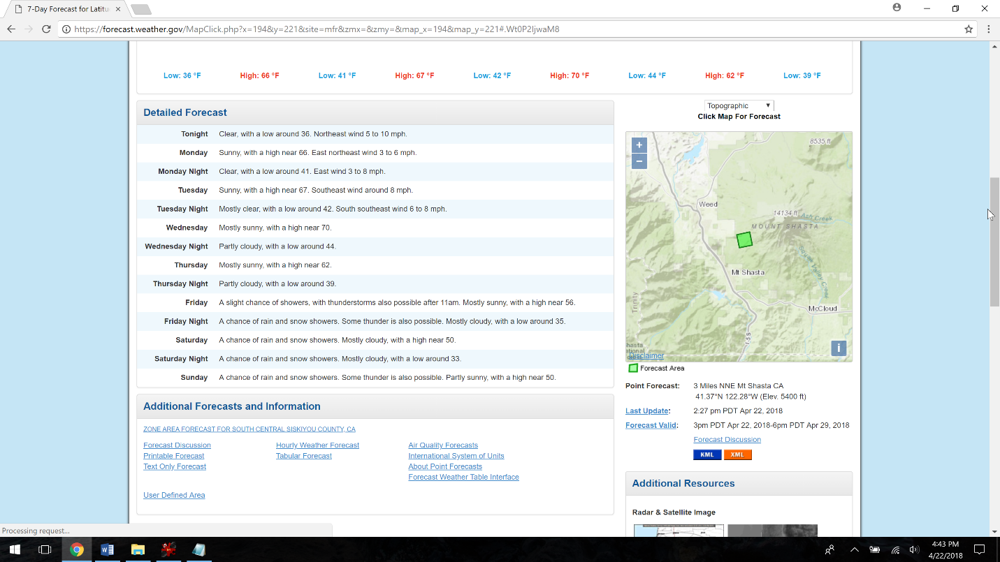 7-Day Forecast for Latitu
https://forecast.weather.gov/MapClick.php?x=194&y=221&site=mfr&zmx=&zmy=&map_x=194&map_y=221#.Wt0P2IjwaM8
Low: 36 °F High: 66 °F Low: 41 °F High: 67 °F Low: 42 °F High: 70 °F Low: 44 °F High: 62 °F Low: 39 °F
Detailed Forecast
Tonight Clear, with a low around 36. Northeast wind 5 to 10 mph.
Monday Sunny, with a high near 66. East northeast wind 3 to 6 mph.
Monday Night Clear, with a low around 41. East wind 3 to 8 mph.
Tuesday Sunny, with a high near 67. Southeast wind around 8 mph.
Tuesday Night Mostly clear, with a low around 42. South southeast wind 6 to 8 mph.
Wednesday Mostly sunny, with a high near 70.
Wednesday Night Partly cloudy, with a low around 44.
Thursday Mostly sunny, with a high near 62.
Thursday Night Partly cloudy, with a low around 39.
Friday A slight chance of showers, with thunderstorms also possible after 11am. Mostly sunny, with a high near 56.
Friday Night A chance of rain and snow showers. Some thunder is also possible. Mostly cloudy, with a low around 35.
Saturday A chance of rain and snow showers. Mostly cloudy, with a high near 50.
Saturday Night A chance of rain and snow showers. Mostly cloudy, with a low around 33.
Sunday A chance of rain and snow showers. Some thunder is also possible. Partly sunny, with a high near 50.
Additional Forecasts and Information
ZONE AREA FORECAST FOR SOUTH CENTRAL SISKIYOU COUNTY, CA
Forecast Discussion Hourly Weather Forecast Air Quality Forecasts
Printable Forecast Tabular Forecast International System of Units
Text Only Forecast About Point Forecasts
Forecast Weather Table Interface
User Defined Area
Topographic
Click Map For Forecast
+
−
8535 ft
Weed
14134 ft
Ash Creek
MOUNT SHASTA
Squaw Valley Creek
Mt Shasta
Trinity
McCloud
I 5 S
hasta
ational
Disclaimer
i
Forecast Area
Point Forecast: 3 Miles NNE Mt Shasta CA
41.37°N 122.28°W (Elev. 5400 ft)
Last Update: 2:27 pm PDT Apr 22, 2018
Forecast Valid: 3pm PDT Apr 22, 2018-6pm PDT Apr 29, 2018
Forecast Discussion
KML XML
Additional Resources
Radar & Satellite Image
Processing request...
4:43 PM
4/22/2018